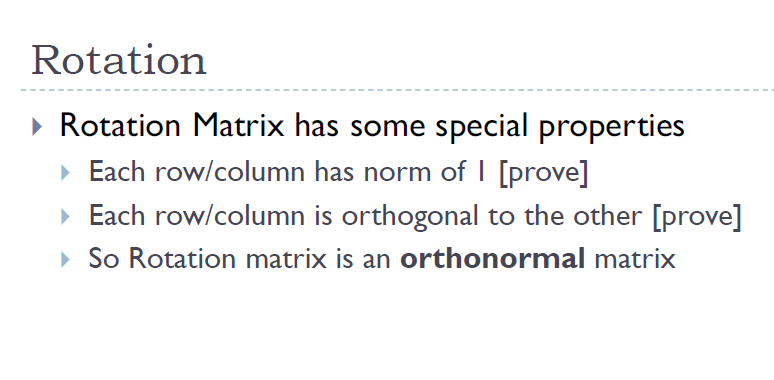 Rotation
Rotation Matrix has some special properties
Each row/column has norm of 1 [prove]
Each row/column is orthogonal to the other [prove]
So Rotation matrix is an orthonormal matrix